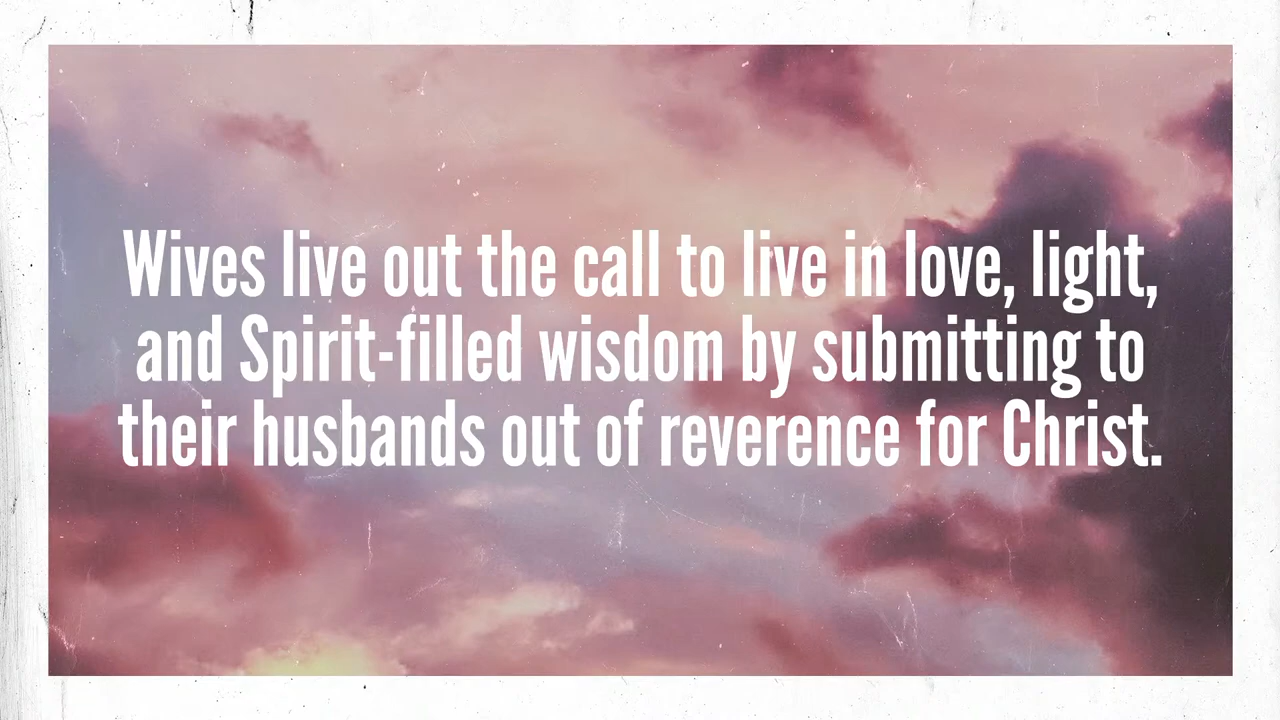 Wives live out the call to live in love, light,
and Spirit-filled wisdom by submitting to
their husbands out of reverence for Christ.